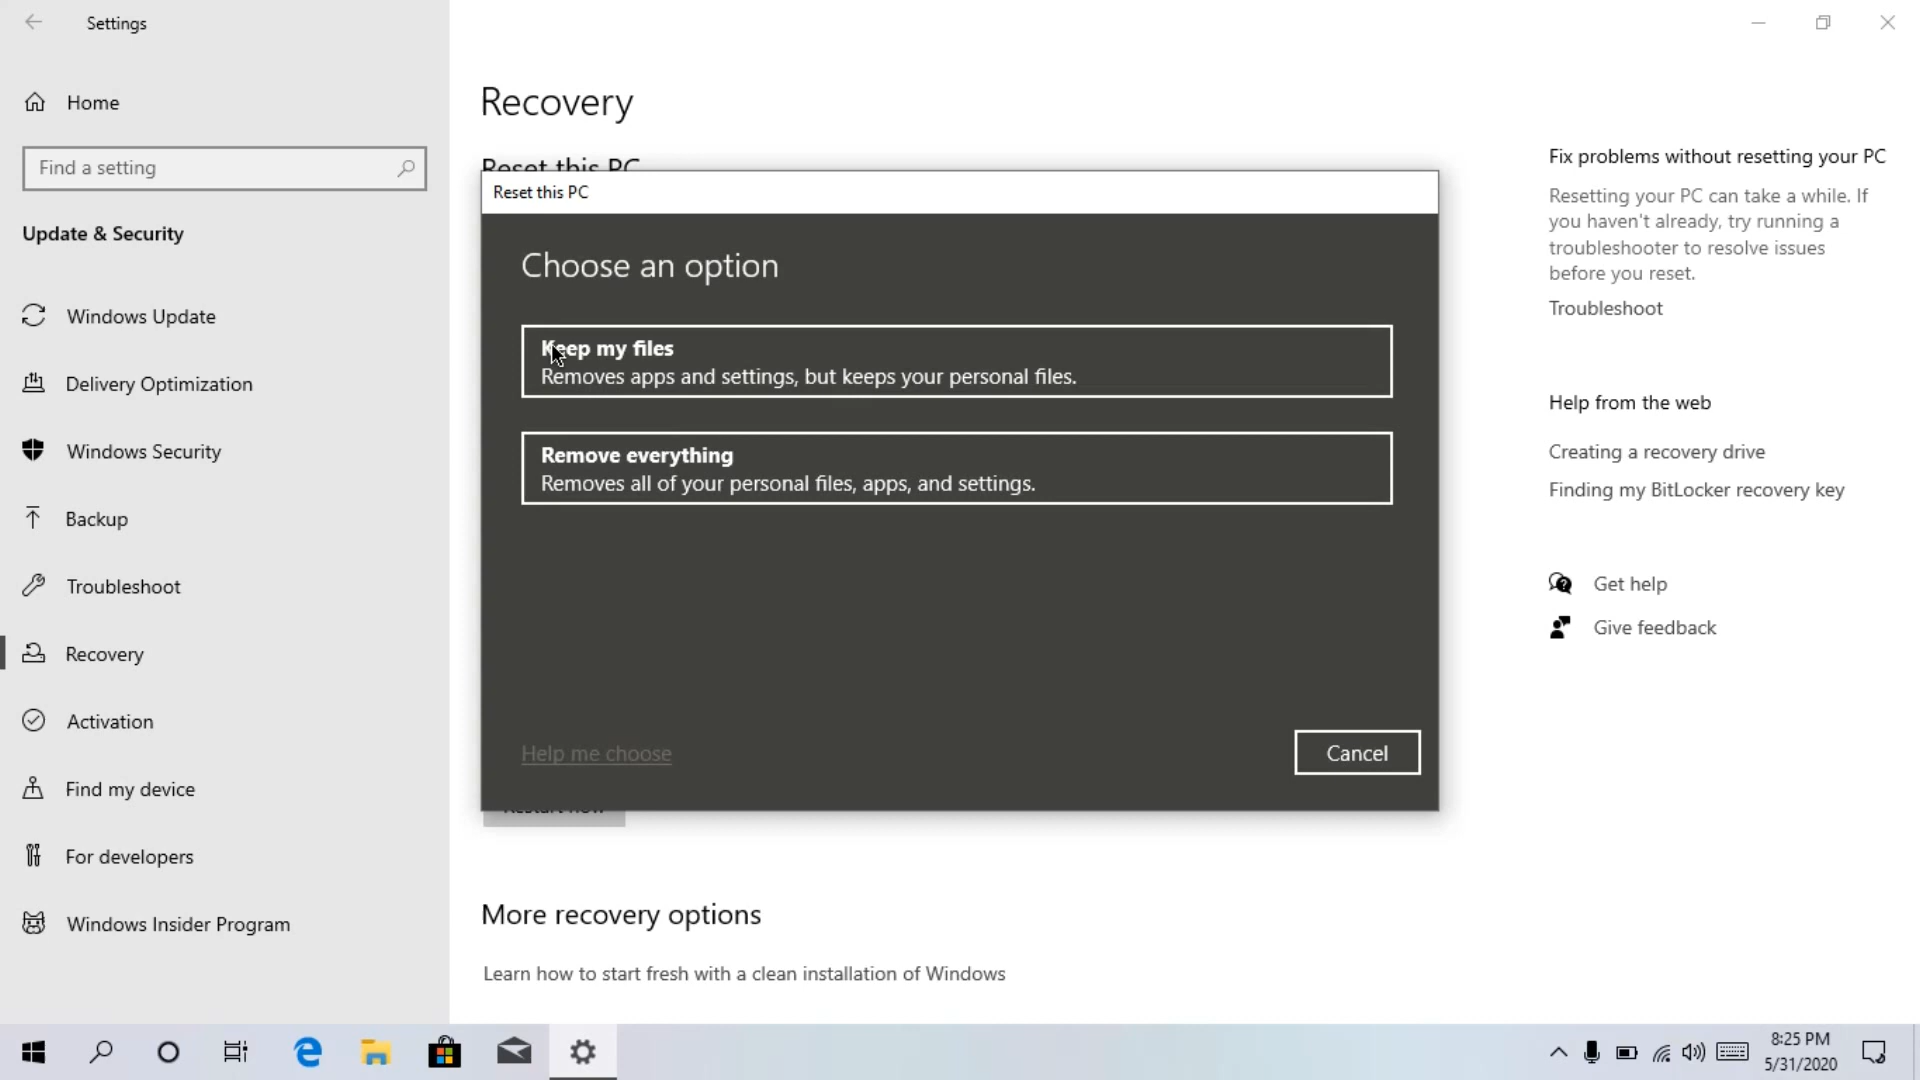 Settings
Home
Find a setting
Update & Security
Windows Update
Delivery Optimization
Windows Security
Backup
Troubleshoot
Recovery
Activation
Find my device
For developers
Windows Insider Program
Recovery
Reset this PC
Reset this PC
Choose an option
Keep my files
Removes apps and settings, but keeps your personal files.
Remove everything
Removes all of your personal files, apps, and settings.
Help me choose
Cancel
Restart now
More recovery options
Learn how to start fresh with a clean installation of Windows
Fix problems without resetting your PC
Resetting your PC can take a while. If
you haven't already, try running a
troubleshooter to resolve issues
before you reset.
Troubleshoot
Help from the web
Creating a recovery drive
Finding my BitLocker recovery key
Get help
Give feedback
8:25 PM
5/31/2020